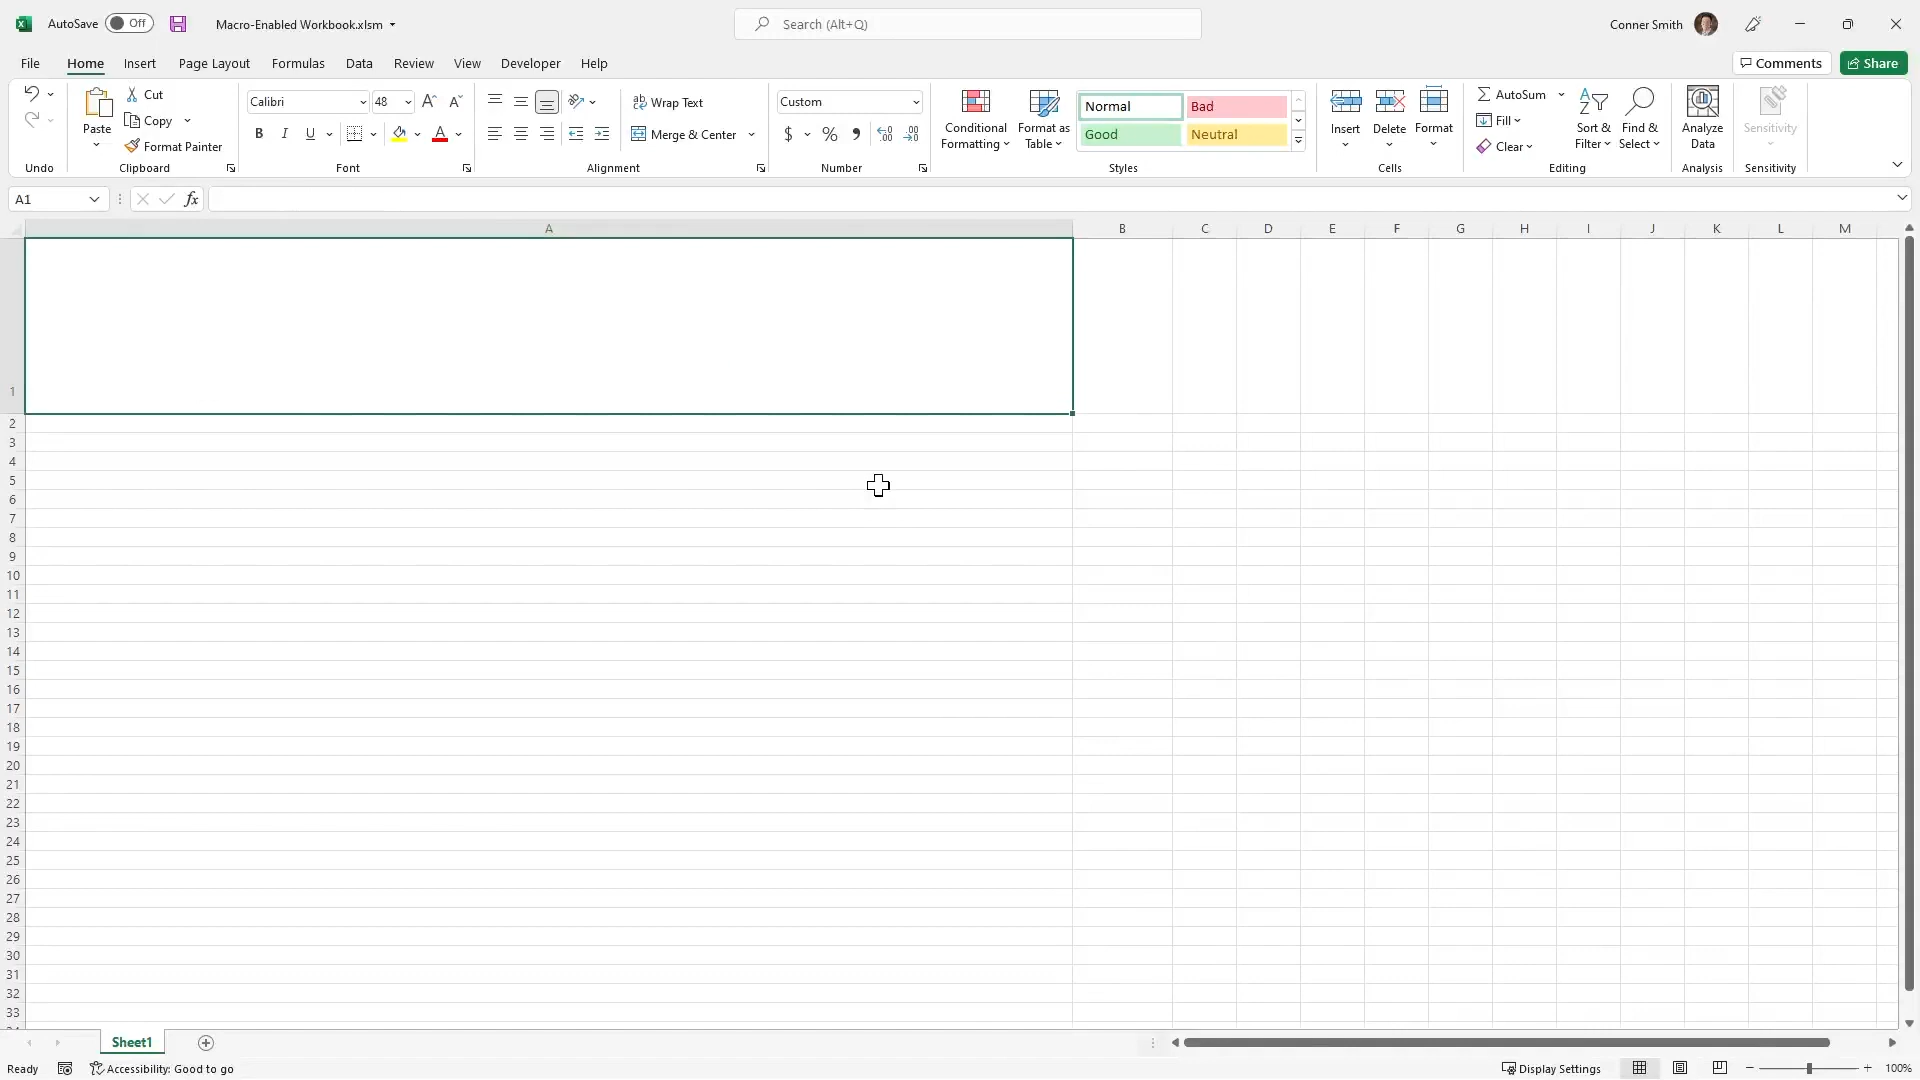 AutoSave Off Macro-Enabled Workbook.xlsm Search (Alt+Q) Conner Smith
File Home Insert Page Layout Formulas Data Review View Developer Help Comments Share
Cut
Copy
Format Painter
Paste
Undo
Clipboard
Calibri 48
B I U A
Font
ab Wrap Text
Merge & Center
Alignment
Custom
$ % 9
Number
Conditional Formatting
Format as Table
Normal Bad
Good Neutral
Styles
Insert Delete Format
Cells
AutoSum
Fill
Clear
Sort & Filter
Find & Select
Editing
Analyze Data
Analysis
Sensitivity
Sensitivity
A1 fx
A B C D E F G H I J K L M
1
2
3
4
5
6
7
8
9
10
11
12
13
14
15
16
17
18
19
20
21
22
23
24
25
26
27
28
29
30
31
32
33
Sheet1
Ready Accessibility: Good to go Display Settings 100%